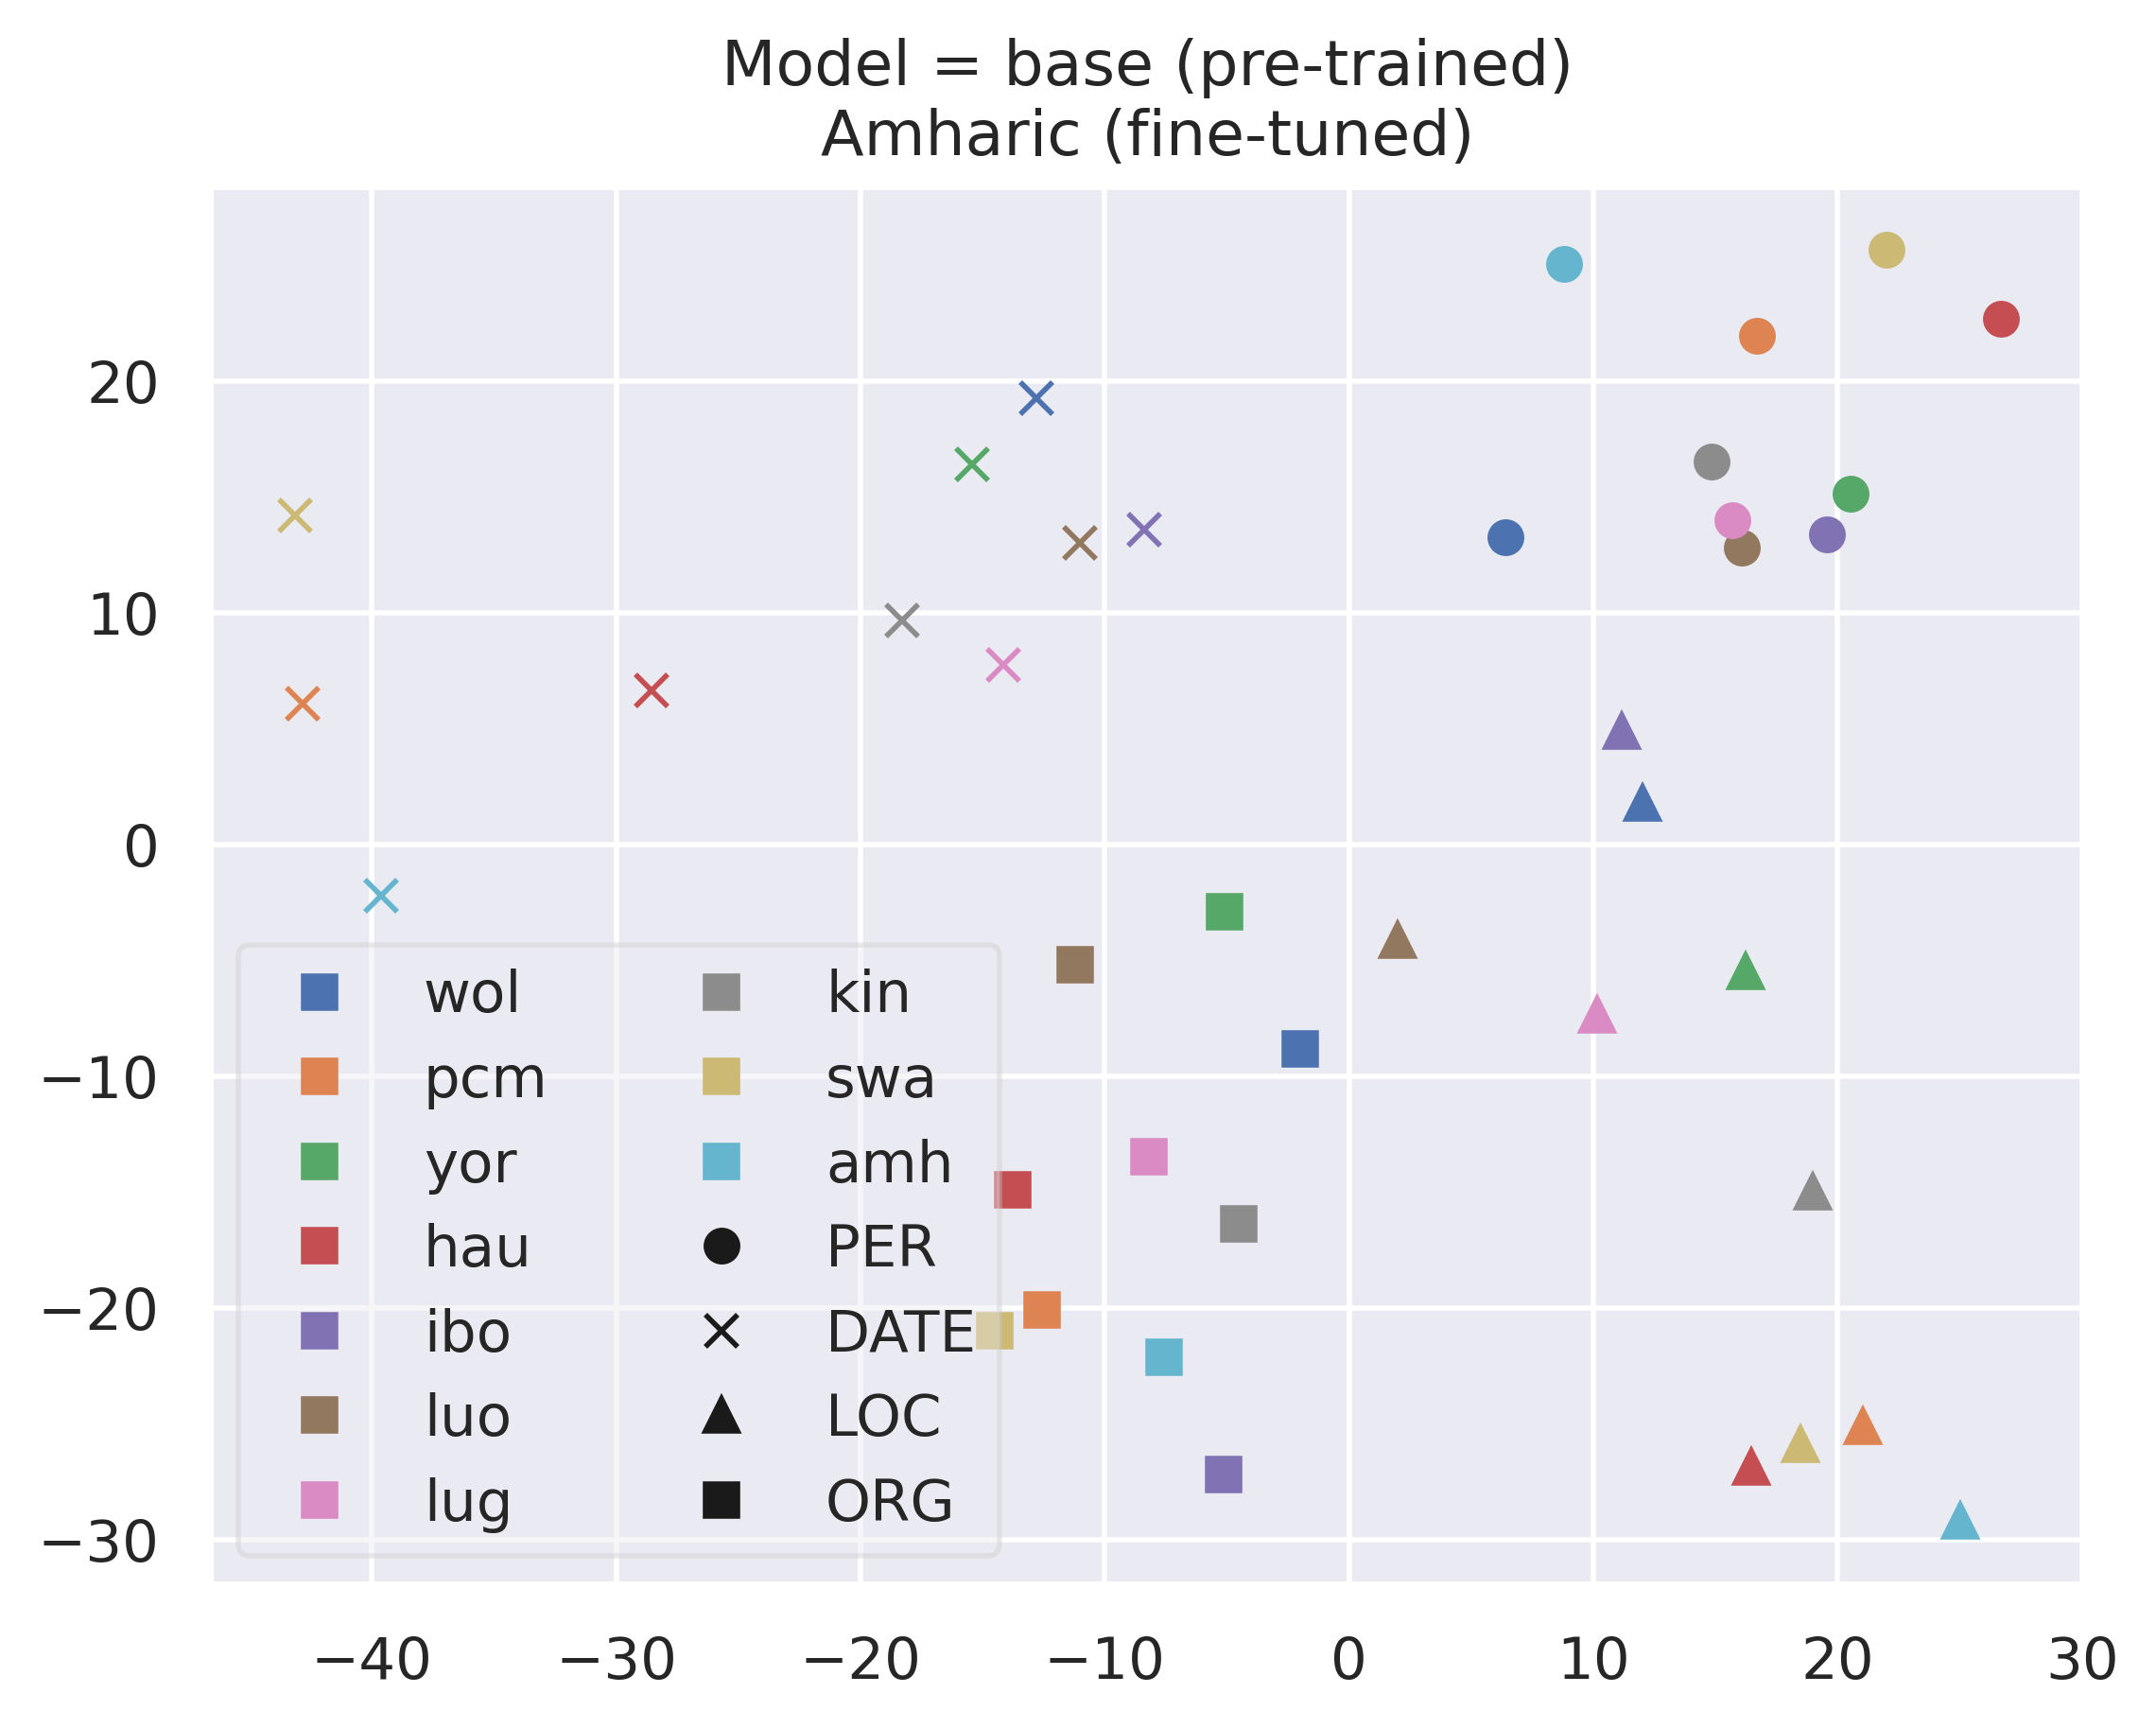 Model = base (pre-trained)
Amharic (fine-tuned)
20
10
0
−10
−20
−30
wol
pcm
yor
hau
ibo
luo
lug
kin
swa
amh
PER
DATE
LOC
ORG
−40
−30
−20
−10
0
10
20
30